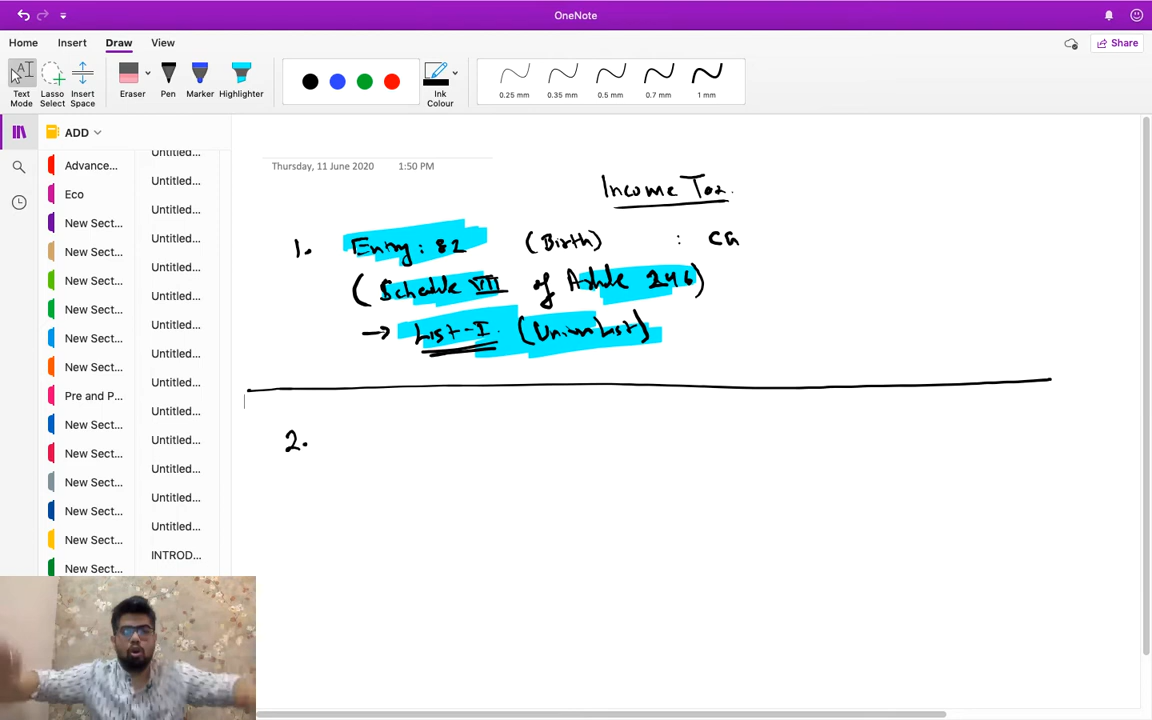 OneNote
Home Insert Draw View
Share
Text Mode
Lasso Select
Insert Space
Eraser
Pen
Marker
Highlighter
Ink Colour
0.25 mm 0.35 mm 0.5 mm 0.7 mm 1 mm
ADD
Advance...
Eco
New Sect...
New Sect...
New Sect...
New Sect...
New Sect...
New Sect...
Pre and P...
New Sect...
New Sect...
New Sect...
New Sect...
New Sect...
New Sect...
Untitled...
Untitled...
Untitled...
Untitled...
Untitled...
Untitled...
Untitled...
Untitled...
Untitled...
Untitled...
Untitled...
Untitled...
Untitled...
Untitled...
INTROD...
Thursday, 11 June 2020 1:50 PM
Income Tax.
1. Entry: 82 (Birth) : CG
(Schedule VII of Article 246)
→ List-I. (Union List)
2.